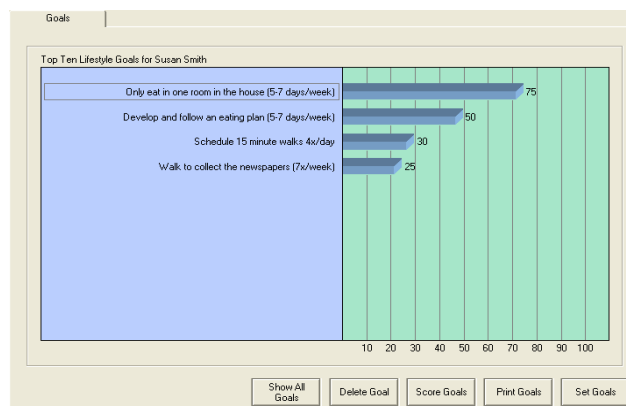 Goals
Top Ten Lifestyle Goals for Susan Smith
Only eat in one room in the house (5-7 days/week) 75
Develop and follow an eating plan (5-7 days/week) 50
Schedule 15 minute walks 4x/day 30
Walk to collect the newspapers (7x/week) 25
10 20 30 40 50 60 70 80 90 100
Show All
Goals
Delete Goal
Score Goals
Print Goals
Set Goals